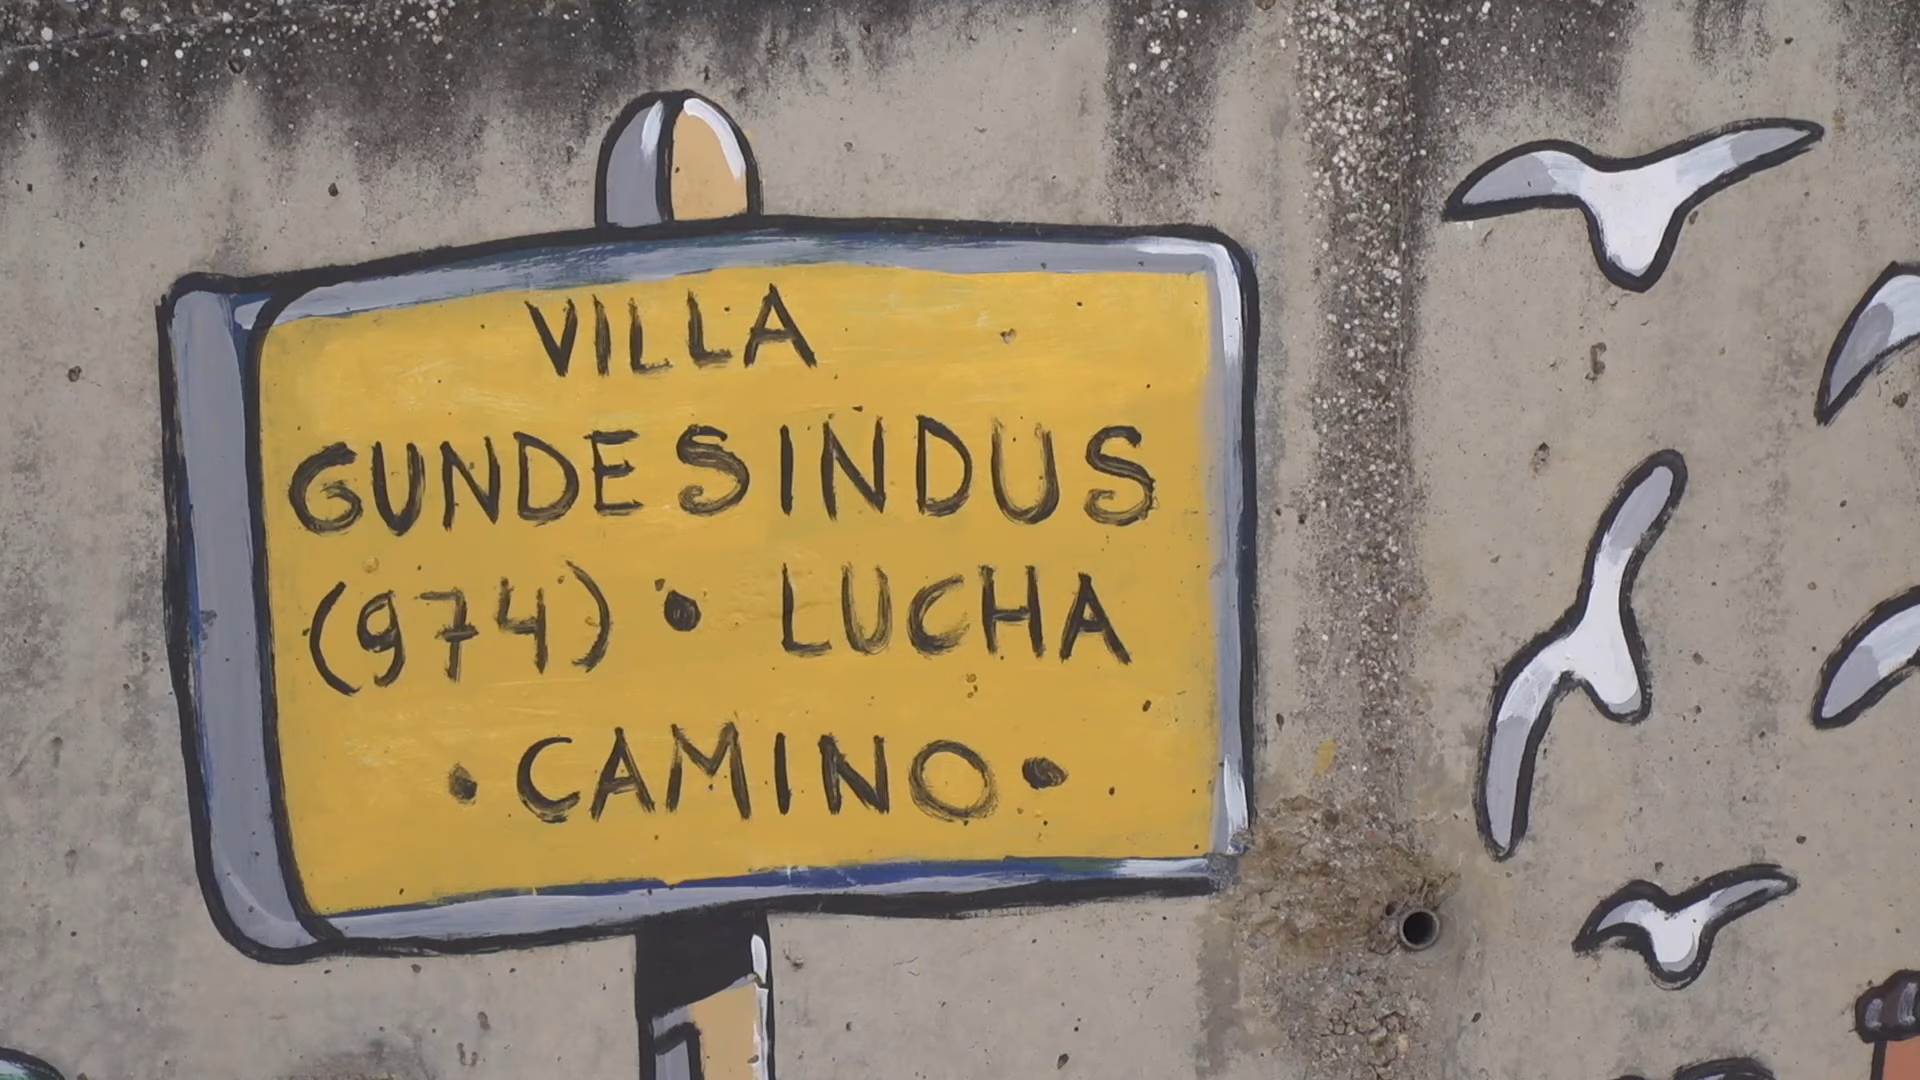 VILLA
GUNDESINDUS
(974) • LUCHA
• CAMINO •